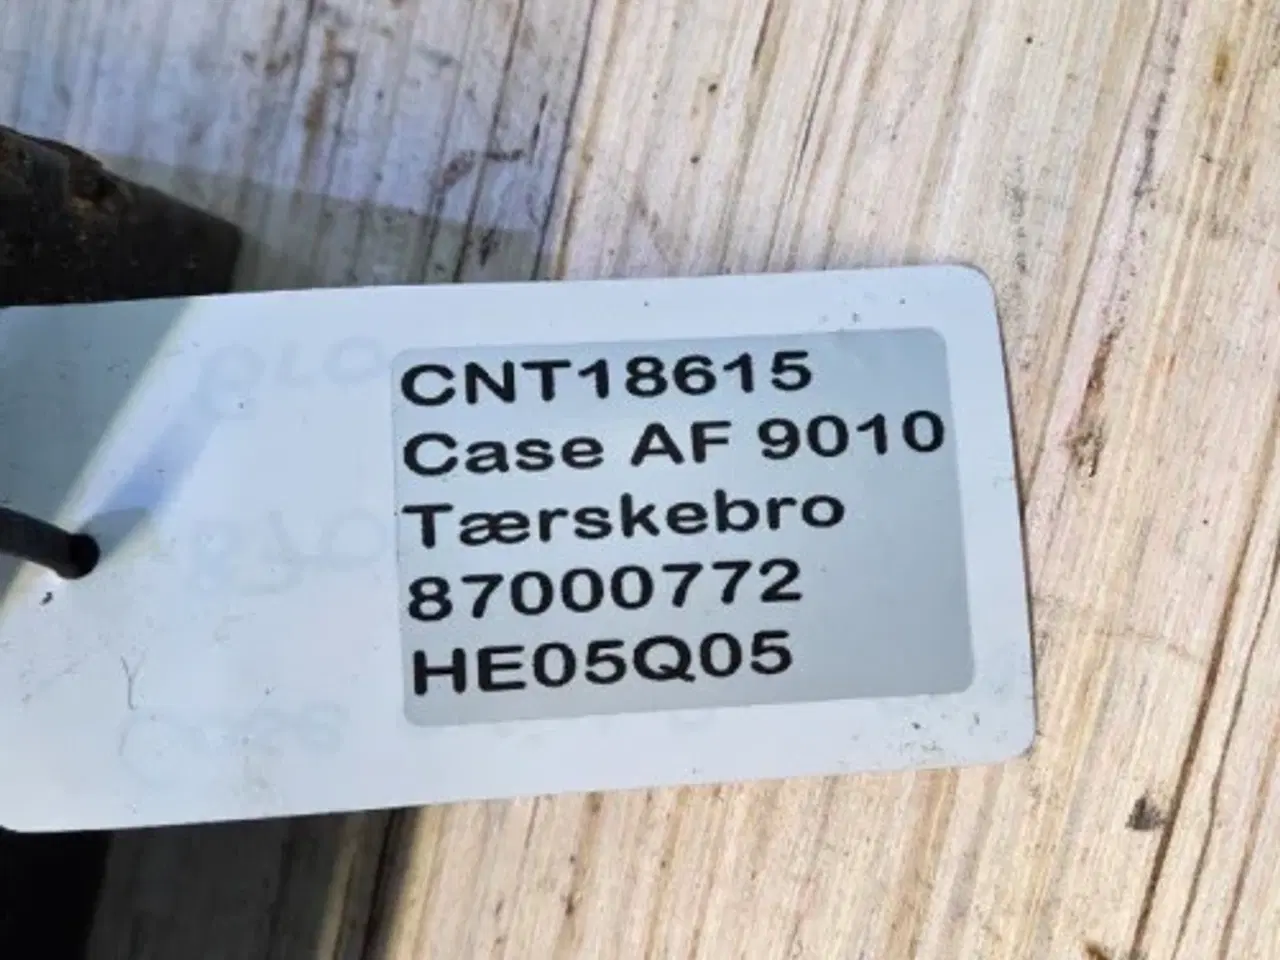 CNT18615
Case AF 9010
Tærskebro
87000772
HE05Q05